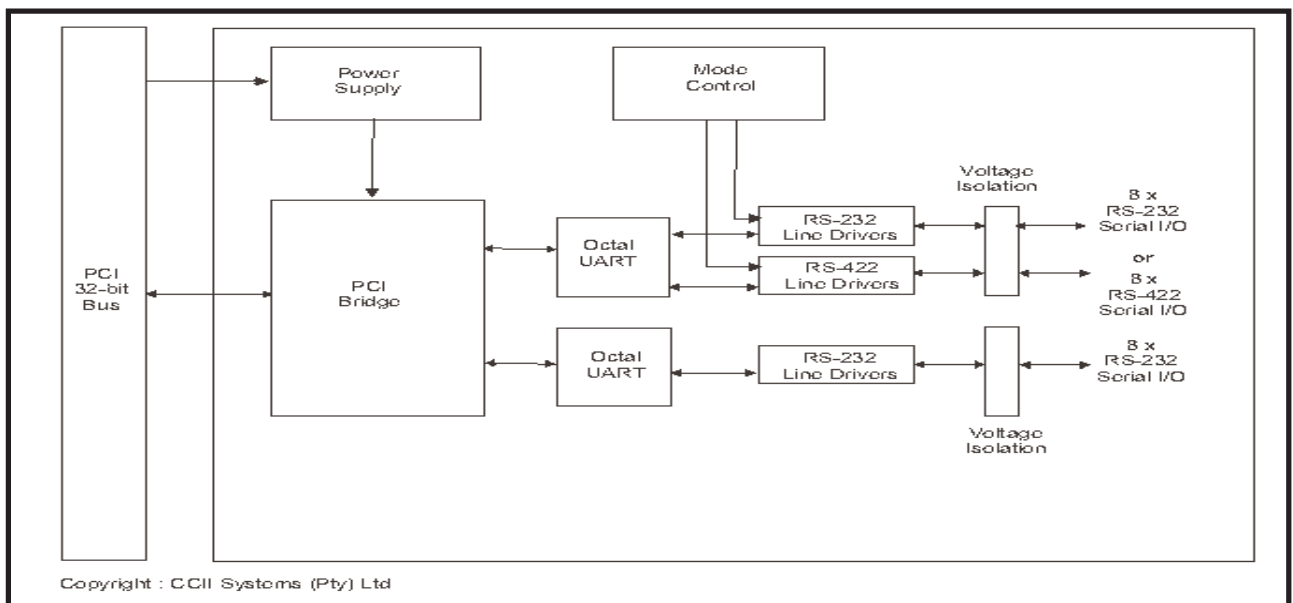 Power
Supply
Mode
Control
Voltage
Isolation
8 x
RS-232
Serial I/O
or
8 x
RS-422
Serial I/O
RS-232
Line Drivers
RS-422
Line Drivers
Octal
UART
PCI
32-bit
Bus
PCI
Bridge
Octal
UART
RS-232
Line Drivers
8 x
RS-232
Serial I/O
Voltage
Isolation
Copyright : CCII Systems (Pty) Ltd